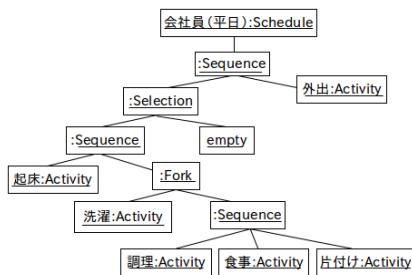 会社員（平日）:Schedule
:Sequence
:Selection
外出:Activity
:Sequence
empty
起床:Activity
:Fork
洗濯:Activity
:Sequence
調理:Activity
食事:Activity
片付け:Activity